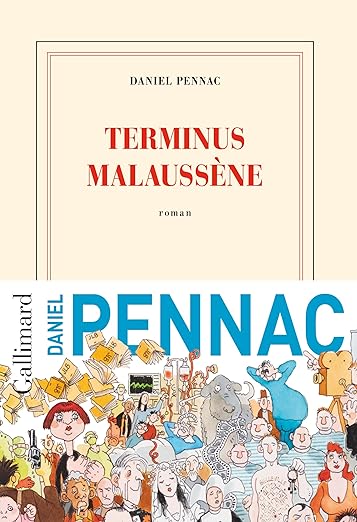 DANIEL PENNAC
TERMINUS
MALAUSSÈNE
roman
Gallimard
DANIEL
PENNAC